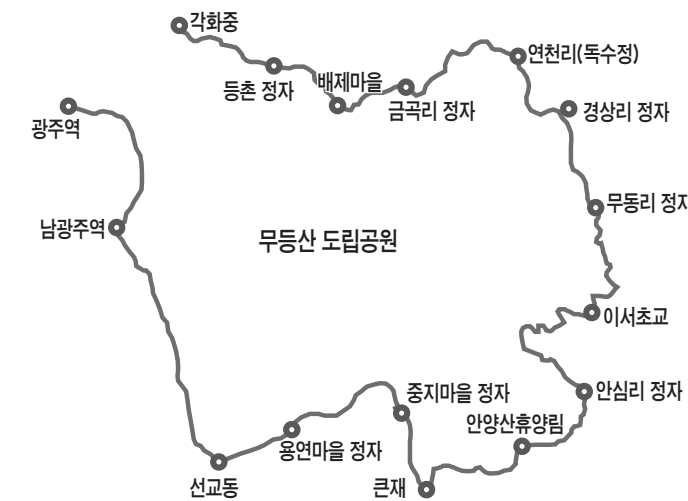 각화중
등촌 정자
배제마을
금곡리 정자
연천리(독수정)
경상리 정자
광주역
무동리 정자
남광주역
무등산 도립공원
이서초교
안심리 정자
중지마을 정자
안양산휴양림
용연마을 정자
선교동
큰재